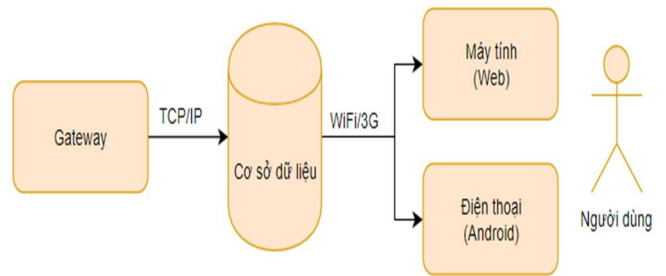 Gateway
TCP/IP
Cơ sở dữ liệu
WiFi/3G
Máy tính
(Web)
Điện thoại
(Android)
Người dùng